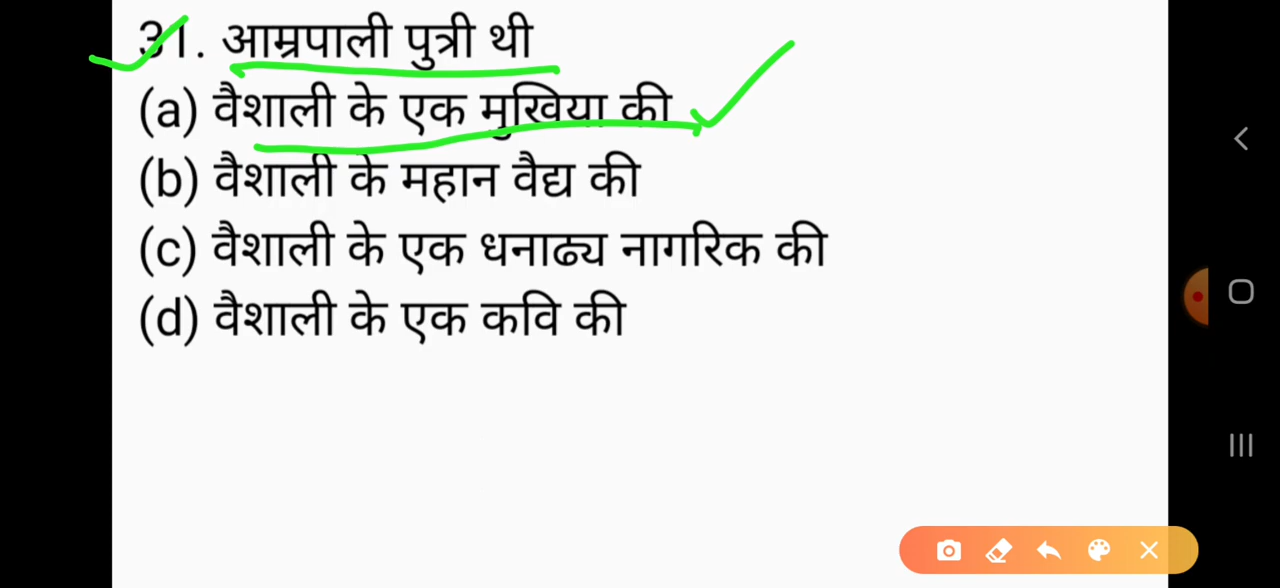 31. आम्रपाली पुत्री थी
(a) वैशाली के एक मुखिया की
(b) वैशाली के महान वैद्य की
(c) वैशाली के एक धनाढ्य नागरिक की
(d) वैशाली के एक कवि की